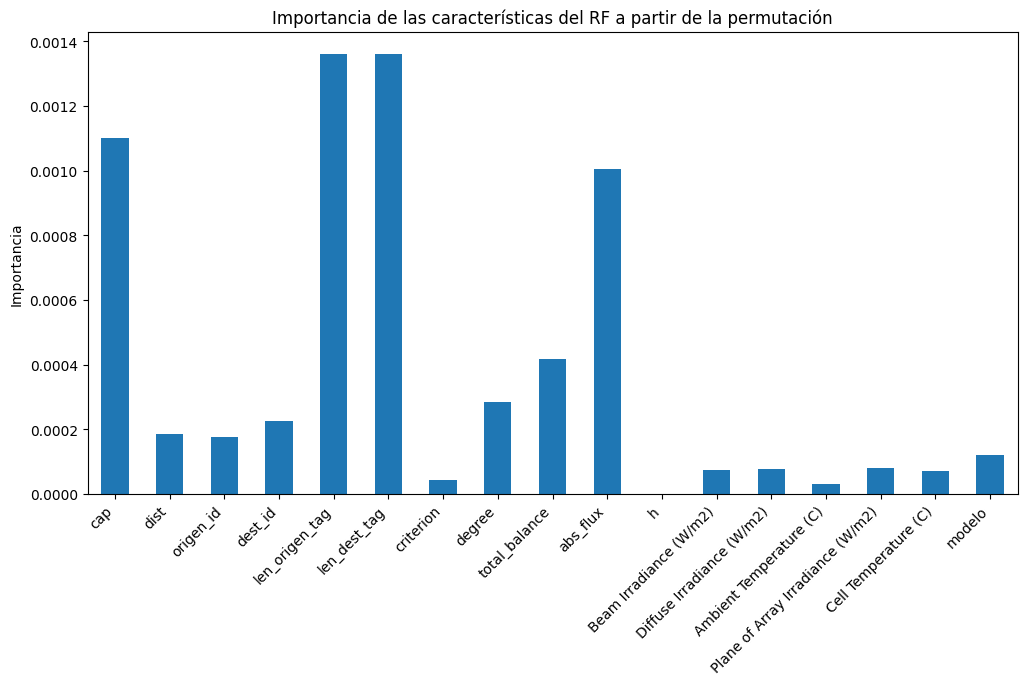 Importancia de las características del RF a partir de la permutación
Importancia
0.0014
0.0012
0.0010
0.0008
0.0006
0.0004
0.0002
0.0000
cap
dist
origen_id
dest_id
len_origen_tag
len_dest_tag
criterion
degree
total_balance
abs_flux
h
Beam Irradiance (W/m2)
Diffuse Irradiance (W/m2)
Ambient Temperature (C)
Plane of Array Irradiance (W/m2)
Cell Temperature (C)
modelo